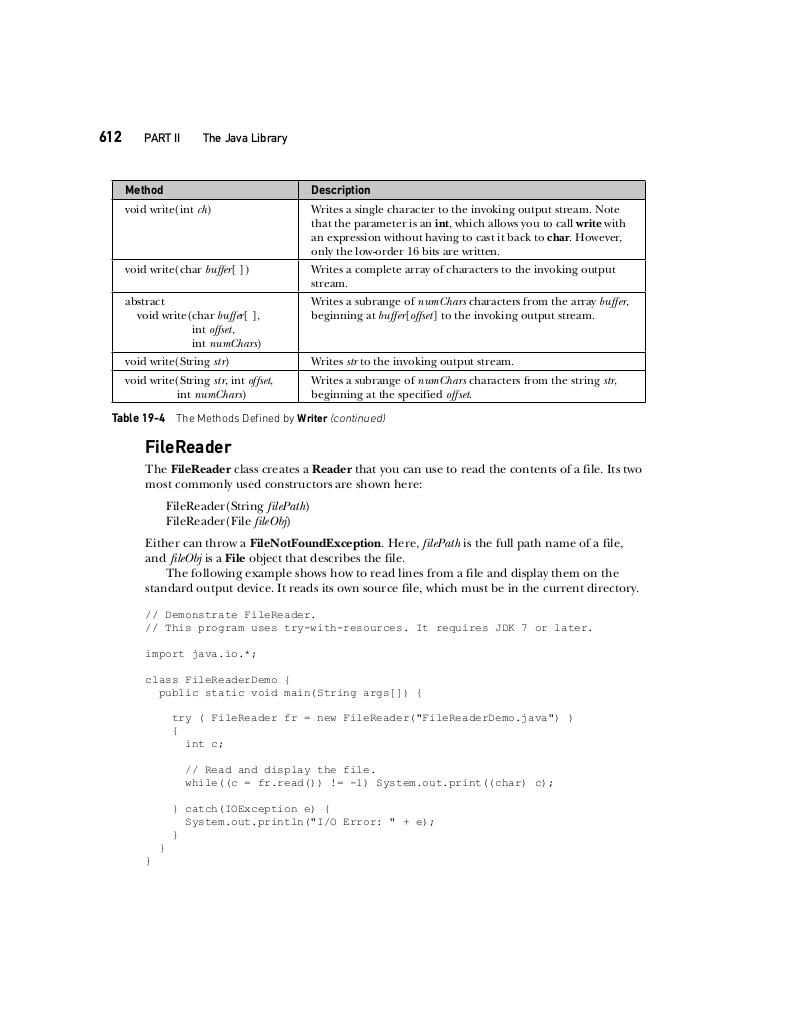 612 PART II The Java Library
Method Description
void write(int ch) Writes a single character to the invoking output stream. Note
that the parameter is an int, which allows you to call write with
an expression without having to cast it back to char. However,
only the low-order 16 bits are written.
void write(char buffer[ ]) Writes a complete array of characters to the invoking output
stream.
abstract Writes a subrange of numChars characters from the array buffer,
void write(char buffer[ ], beginning at buffer[offset] to the invoking output stream.
int offset,
int numChars)
void write(String str) Writes str to the invoking output stream.
void write(String str, int offset, Writes a subrange of numChars characters from the string str,
int numChars) beginning at the specified offset.
Table 19-4 The Methods Defined by Writer (continued)
FileReader
The FileReader class creates a Reader that you can use to read the contents of a file. Its two
most commonly used constructors are shown here:
FileReader(String filePath)
FileReader(File fileObj)
Either can throw a FileNotFoundException. Here, filePath is the full path name of a file,
and fileObj is a File object that describes the file.
The following example shows how to read lines from a file and display them on the
standard output device. It reads its own source file, which must be in the current directory.
// Demonstrate FileReader.
// This program uses try-with-resources. It requires JDK 7 or later.
import java.io.*;
class FileReaderDemo {
public static void main(String args[]) {
try ( FileReader fr = new FileReader("FileReaderDemo.java") )
{
int c;
// Read and display the file.
while((c = fr.read()) != -1) System.out.print((char) c);
} catch(IOException e) {
System.out.println("I/O Error: " + e);
}
}
}